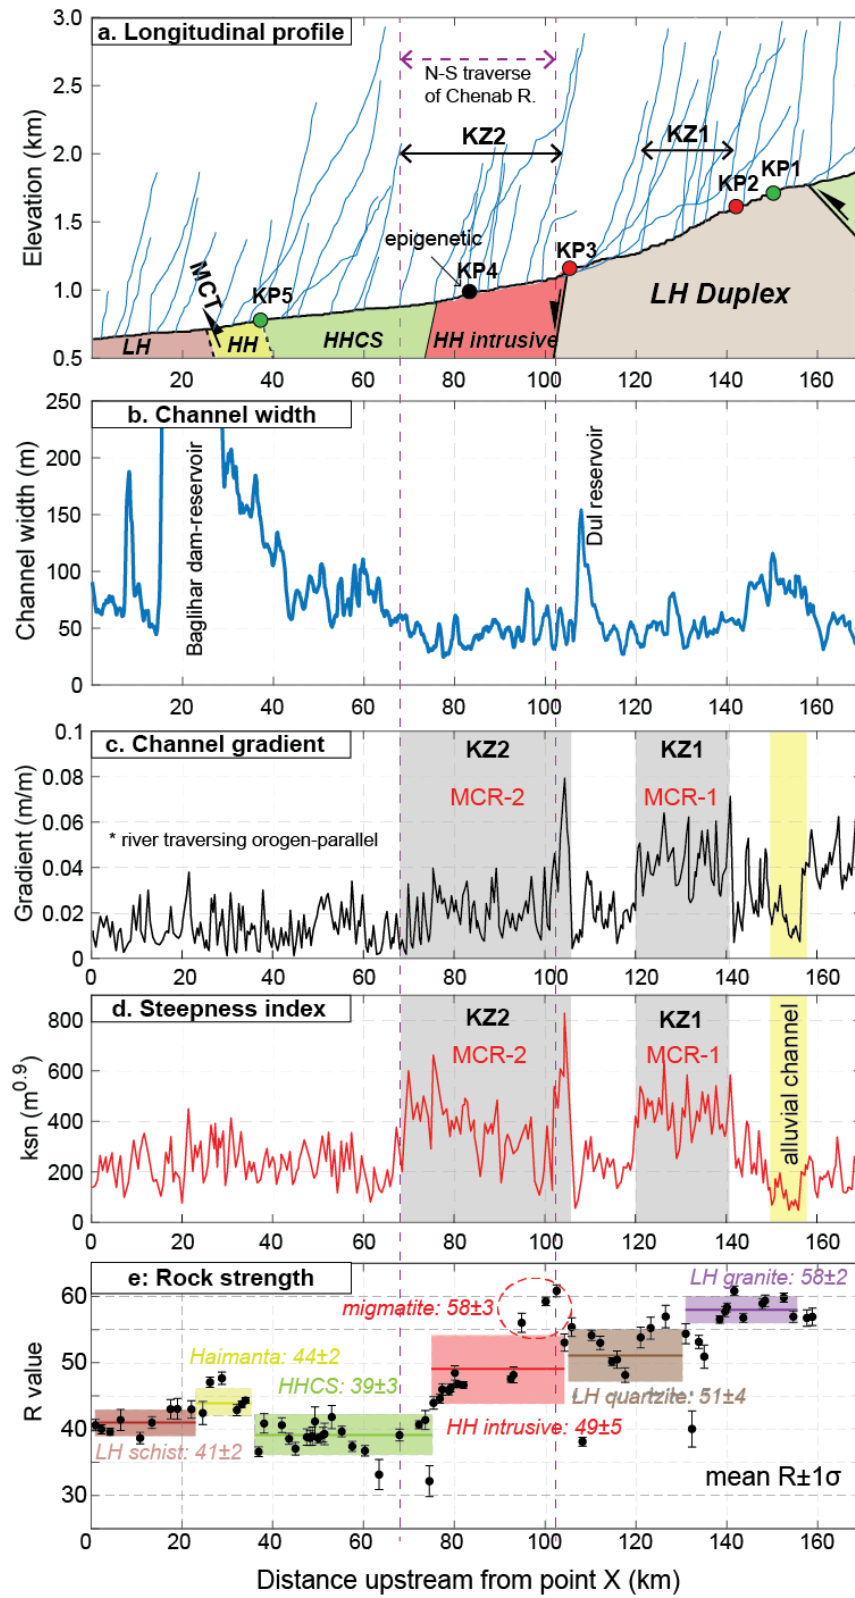 a. Longitudinal profile
Elevation (km)
3.0
2.5
2.0
1.5
1.0
0.5
N-S traverse
of Chenab R.
KZ2
KZ1
KP2
KP1
epigenetic
KP3
KP4
MCT
KP5
LH Duplex
LH
HH
HHCS
HH intrusive
20 40 60 80 100 120 140 160
b. Channel width
Channel width (m)
250
200
150
100
50
0
Baglihar dam-reservoir
Dul reservoir
0 20 40 60 80 100 120 140 160
c. Channel gradient
Gradient (m/m)
0.1
0.08
0.06
0.04
0.02
0
KZ2
KZ1
MCR-2
MCR-1
* river traversing orogen-parallel
0 20 40 60 80 100 120 140 160
d. Steepness index
ksn (m0.9)
800
600
400
200
0
KZ2
KZ1
MCR-2
MCR-1
alluvial channel
0 20 40 60 80 100 120 140 160
e: Rock strength
R value
60
50
40
30
LH granite: 58±2
migmatite: 58±3
Haimanta: 44±2
HHCS: 39±3
LH quartzite: 51±4
HH intrusive: 49±5
LH schist: 41±2
mean R±1σ
0 20 40 60 80 100 120 140 160
Distance upstream from point X (km)